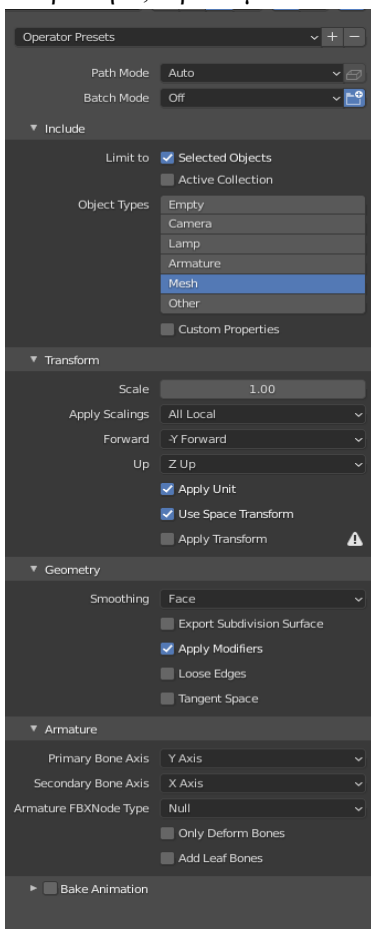 Operator Presets
Path Mode Auto
Batch Mode Off
Include
Limit to Selected Objects
Active Collection
Object Types Empty
Camera
Lamp
Armature
Mesh
Other
Custom Properties
Transform
Scale 1.00
Apply Scalings All Local
Forward -Y Forward
Up Z Up
Apply Unit
Use Space Transform
Apply Transform
Geometry
Smoothing Face
Export Subdivision Surface
Apply Modifiers
Loose Edges
Tangent Space
Armature
Primary Bone Axis Y Axis
Secondary Bone Axis X Axis
Armature FBXNode Type Null
Only Deform Bones
Add Leaf Bones
Bake Animation